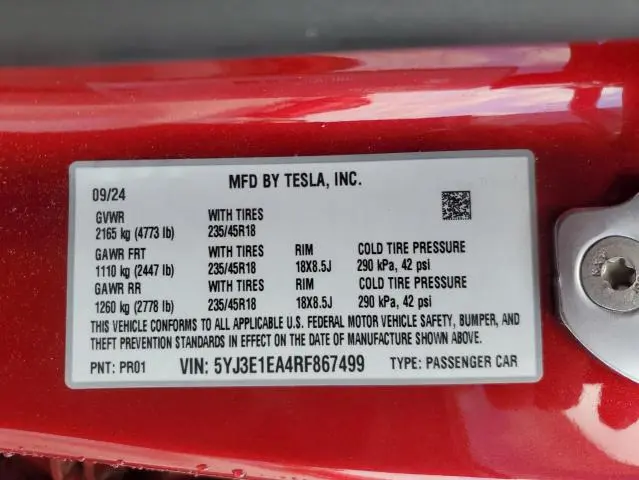 MFD BY TESLA, INC.
09/24
GVWR WITH TIRES
2165 kg (4773 lb) 235/45R18
GAWR FRT WITH TIRES RIM COLD TIRE PRESSURE
1110 kg (2447 lb) 235/45R18 18X8.5J 290 kPa, 42 psi
GAWR RR WITH TIRES RIM COLD TIRE PRESSURE
1260 kg (2778 lb) 235/45R18 18X8.5J 290 kPa, 42 psi
THIS VEHICLE CONFORMS TO ALL APPLICABLE U.S. FEDERAL MOTOR VEHICLE SAFETY, BUMPER, AND
THEFT PREVENTION STANDARDS IN EFFECT ON THE DATE OF MANUFACTURE SHOWN ABOVE.
PNT: PR01 VIN: 5YJ3E1EA4RF867499 TYPE: PASSENGER CAR